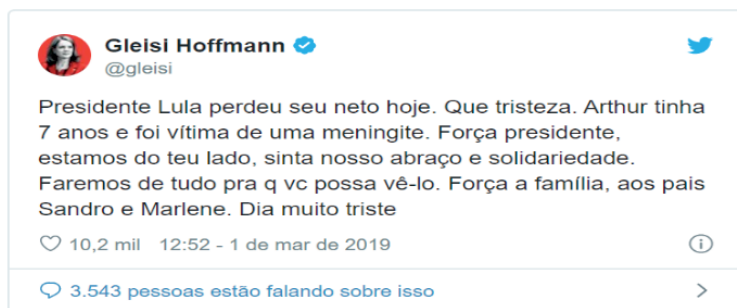 Gleisi Hoffmann
@gleisi
Presidente Lula perdeu seu neto hoje. Que tristeza. Arthur tinha
7 anos e foi vítima de uma meningite. Força presidente,
estamos do teu lado, sinta nosso abraço e solidariedade.
Faremos de tudo pra q vc possa vê-lo. Força a família, aos pais
Sandro e Marlene. Dia muito triste
10,2 mil 12:52 - 1 de mar de 2019
3.543 pessoas estão falando sobre isso